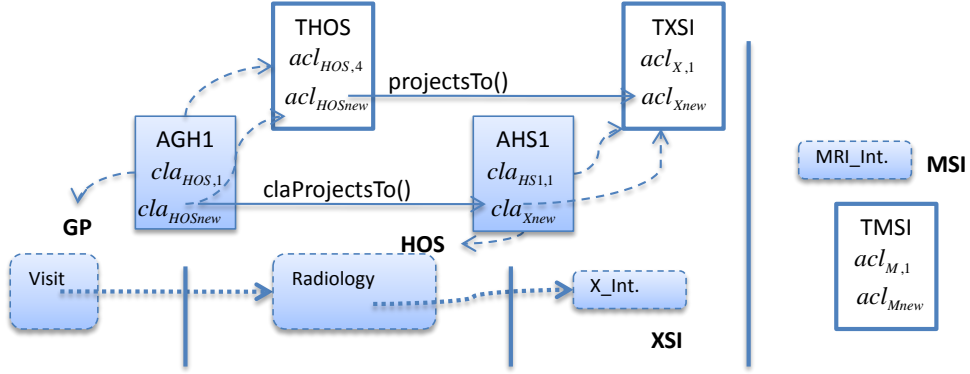 THOS
acl_{HOS,4}
acl_{HOSnew}
projectsTo()
TXSI
acl_{X,1}
acl_{Xnew}
AGH1
cla_{HOS,1}
cla_{HOSnew}
claProjectsTo()
AHS1
cla_{HS1,1}
cla_{Xnew}
MRI_Int.
MSI
GP
HOS
TMSI
acl_{M,1}
acl_{Mnew}
Visit
Radiology
X_Int.
XSI